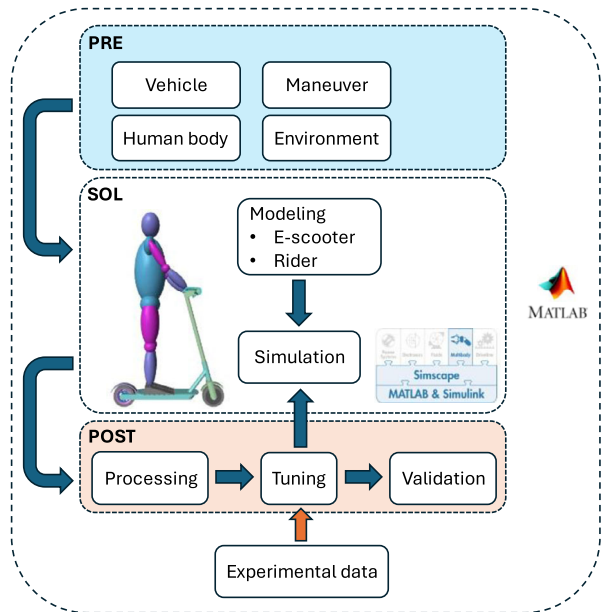 PRE
Vehicle
Maneuver
Human body
Environment
SOL
Modeling
• E-scooter
• Rider
Simulation
MATLAB
Multibody
Simscape
MATLAB & Simulink
POST
Processing
Tuning
Validation
Experimental data